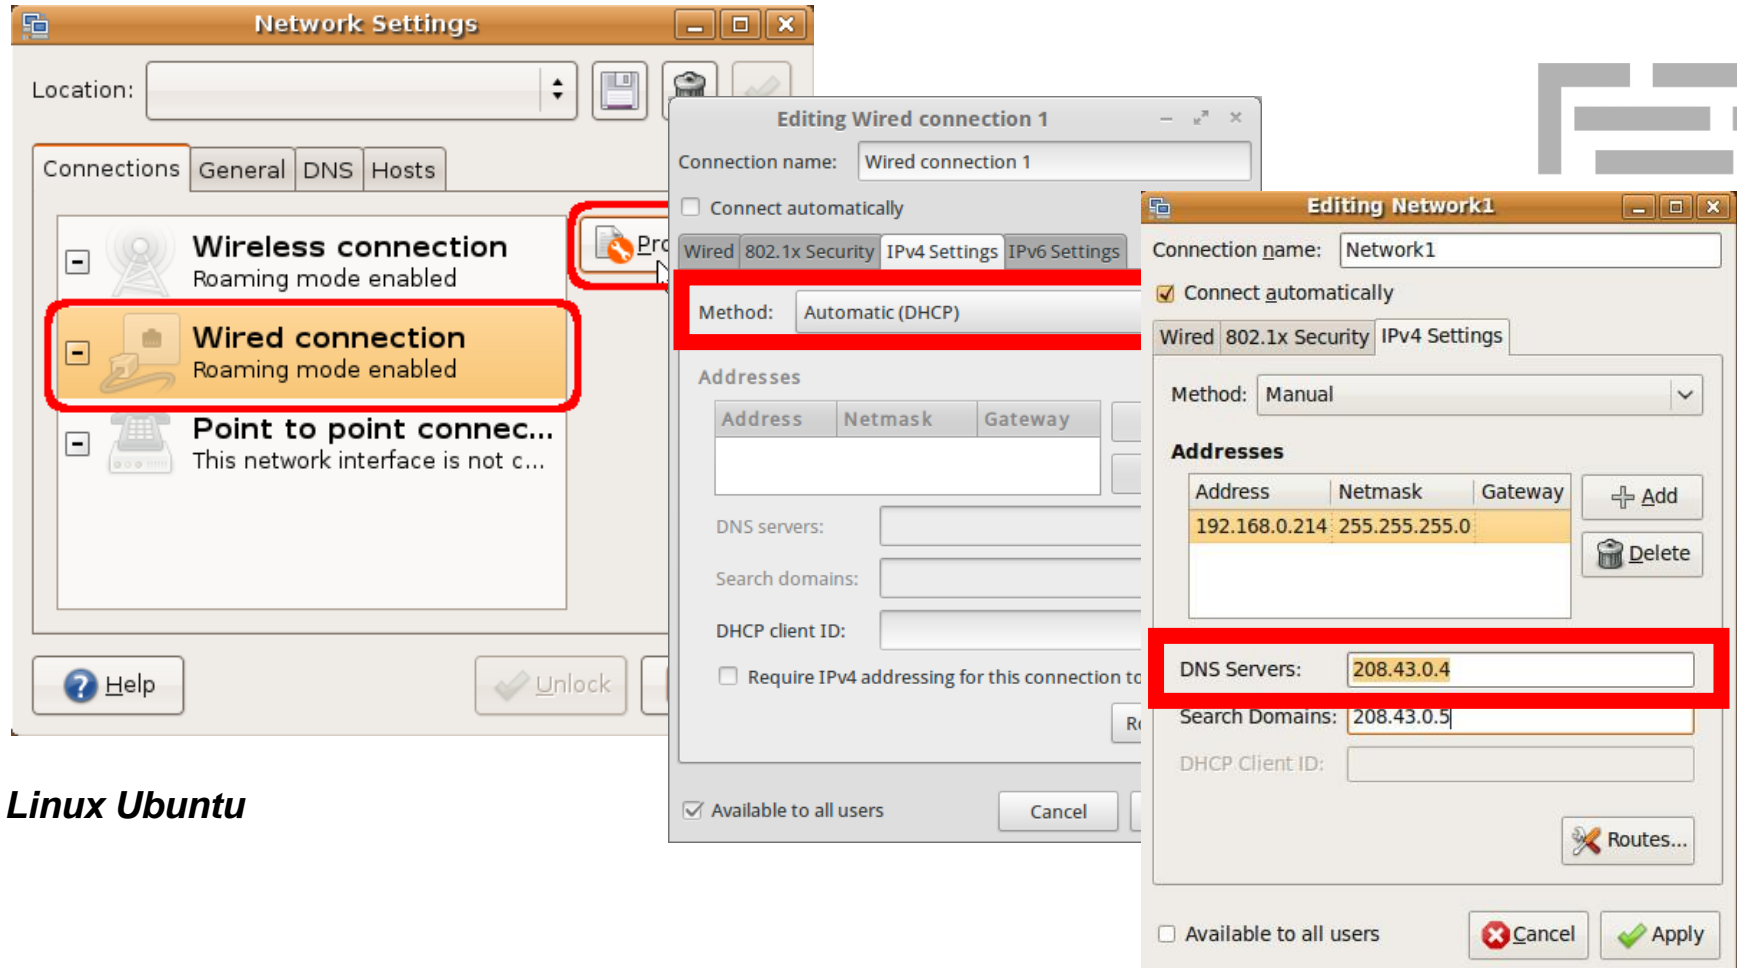 Network Settings
Location:
Connections General DNS Hosts
Wireless connection
Roaming mode enabled
Wired connection
Roaming mode enabled
Point to point connec...
This network interface is not c...
Help
Unlock
Editing Wired connection 1
Connection name: Wired connection 1
Connect automatically
Wired 802.1x Security IPv4 Settings IPv6 Settings
Method: Automatic (DHCP)
Addresses
Address Netmask Gateway
DNS servers:
Search domains:
DHCP client ID:
Require IPv4 addressing for this connection to
Available to all users
Cancel
Editing Network1
Connection name: Network1
Connect automatically
Wired 802.1x Security IPv4 Settings
Method: Manual
Addresses
Address Netmask Gateway
192.168.0.214 255.255.255.0
Add
Delete
DNS Servers: 208.43.0.4
Search Domains: 208.43.0.5
DHCP Client ID:
Routes...
Available to all users
Cancel Apply
Linux Ubuntu